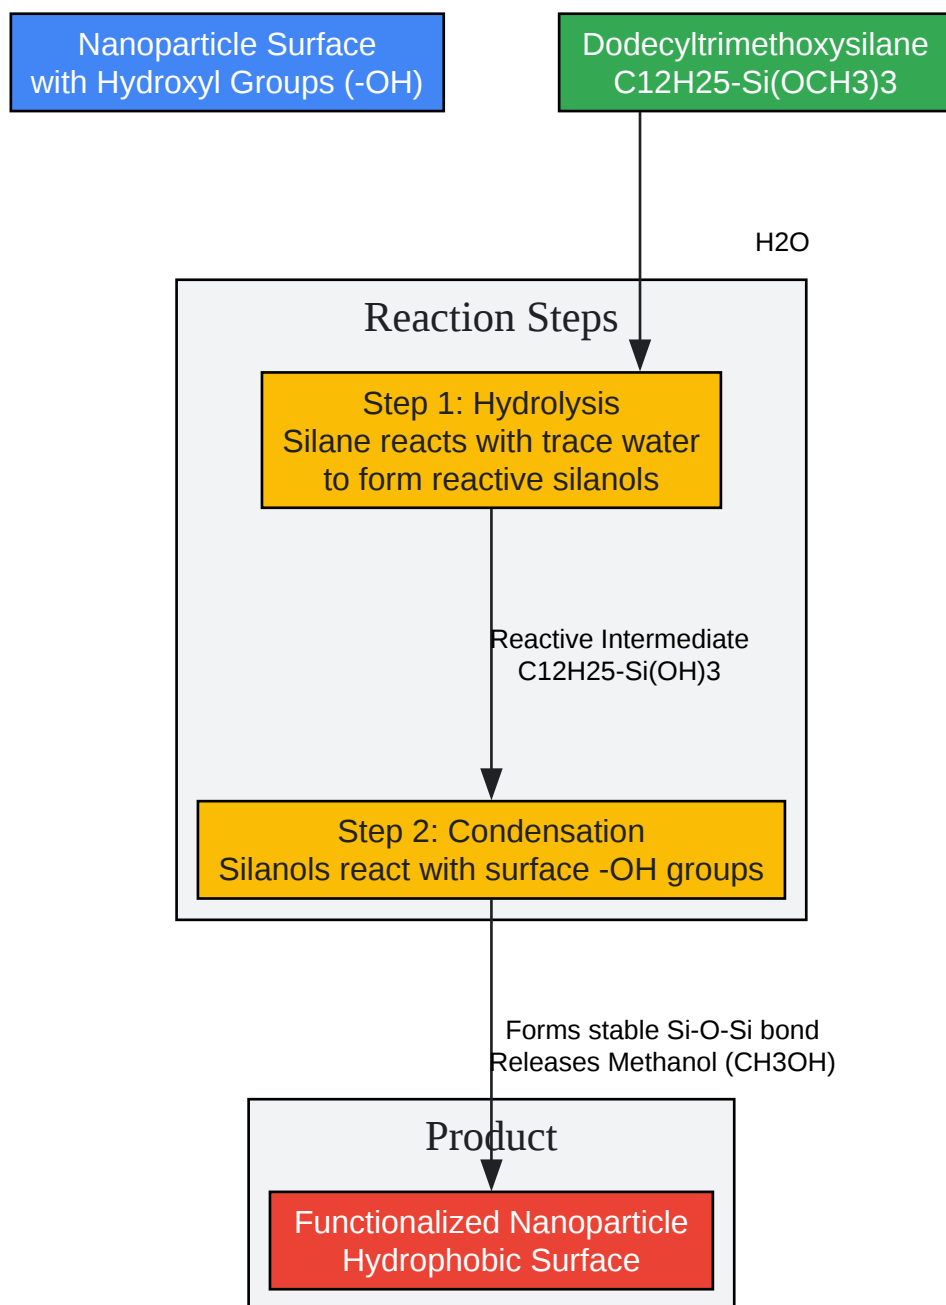 Nanoparticle Surface
with Hydroxyl Groups (-OH)
Dodecyltrimethoxysilane
C12H25-Si(OCH3)3
H2O
Reaction Steps
Step 1: Hydrolysis
Silane reacts with trace water
to form reactive silanols
Reactive Intermediate
C12H25-Si(OH)3
Step 2: Condensation
Silanols react with surface -OH groups
Forms stable Si-O-Si bond
Releases Methanol (CH3OH)
Product
Functionalized Nanoparticle
Hydrophobic Surface